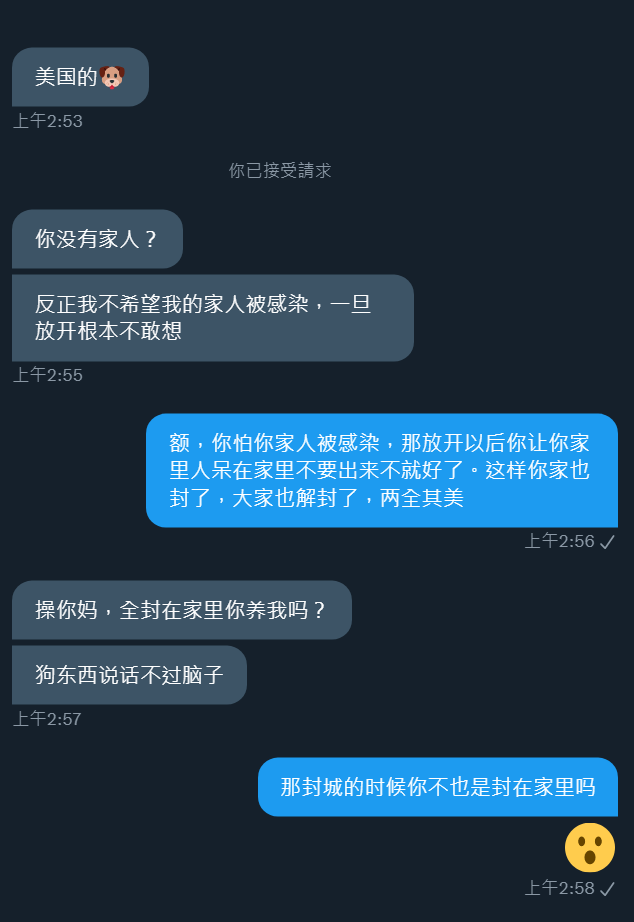 美国的🐶
上午2:53
你已接受請求
你没有家人？
反正我不希望我的家人被感染，一旦
放开根本不敢想
上午2:55
额，你怕你家人被感染，那放开以后你让你家
里人呆在家里不要出来不就好了。这样你家也
封了，大家也解封了，两全其美
上午2:56 ✓
操你妈，全封在家里你养我吗？
狗东西说话不过脑子
上午2:57
那封城的时候你不也是封在家里吗
😮
上午2:58 ✓